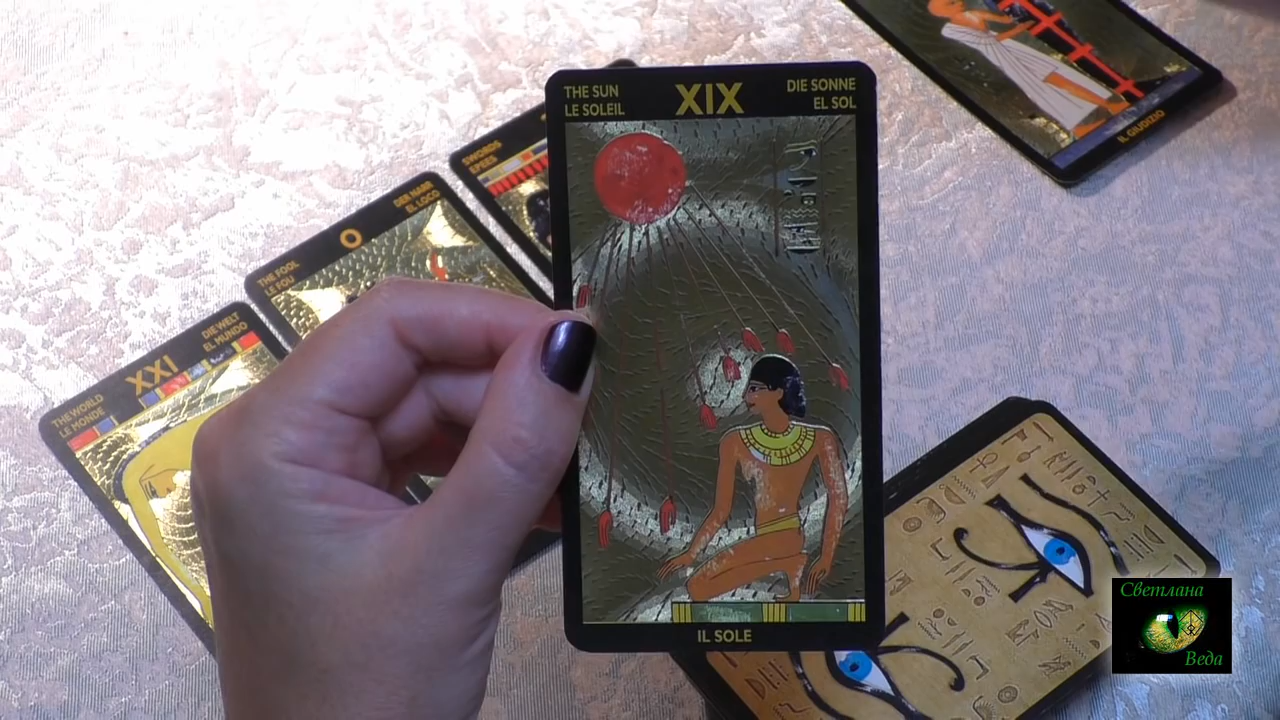 THE SUN
LE SOLEIL
XIX
DIE SONNE
EL SOL
IL SOLE
SWORDS
EPEES
THE FOOL
LE FOU
O
DER NARR
EL LOCO
THE WORLD
LE MONDE
XXI
DIE WELT
EL MUNDO
IL GIUDIZIO
Светлана
Веда